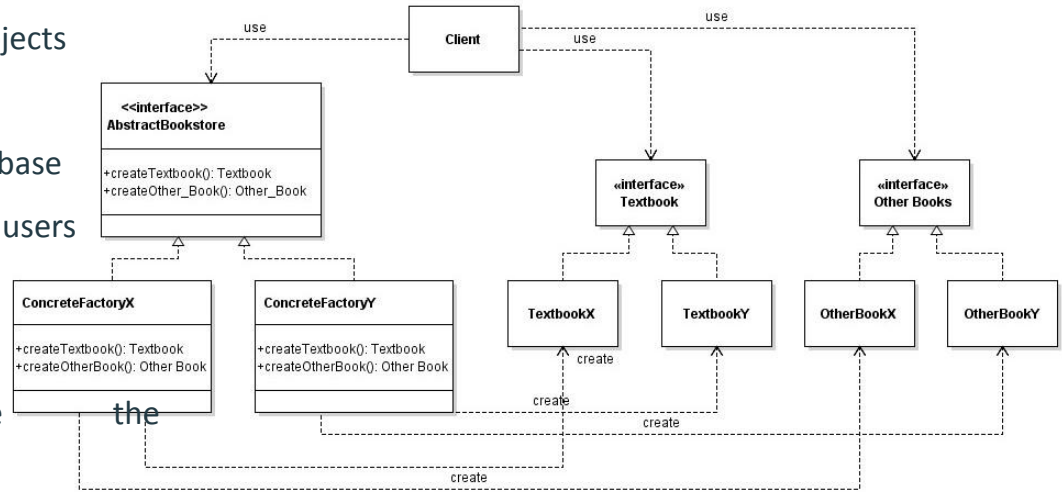 jects
base
users
the
use
use
use
Client
<<interface>>
AbstractBookstore
+createTextbook(): Textbook
+createOther_Book(): Other_Book
«interface»
Textbook
«interface»
Other Books
ConcreteFactoryX
+createTextbook(): Textbook
+createOtherBook(): Other Book
ConcreteFactoryY
+createTextbook(): Textbook
+createOtherBook(): Other Book
TextbookX
TextbookY
OtherBookX
OtherBookY
create
create
create
create